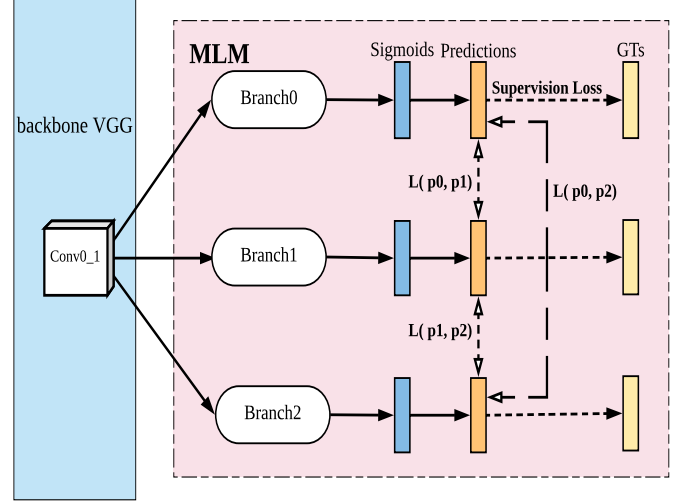 MLM
Sigmoids
Predictions
GTs
backbone VGG
Branch0
Supervision Loss
L( p0, p1)
L( p0, p2)
Conv0_1
Branch1
L( p1, p2)
Branch2